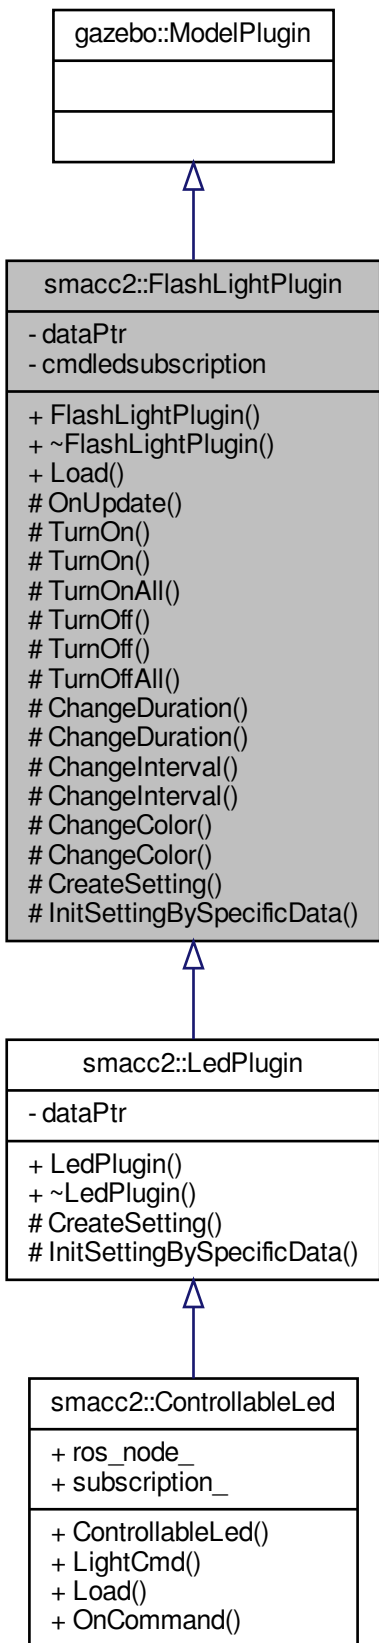 gazebo::ModelPlugin
smacc2::FlashLightPlugin
- dataPtr
- cmdledsubscription
+ FlashLightPlugin()
+ ~FlashLightPlugin()
+ Load()
# OnUpdate()
# TurnOn()
# TurnOn()
# TurnOnAll()
# TurnOff()
# TurnOff()
# TurnOffAll()
# ChangeDuration()
# ChangeDuration()
# ChangeInterval()
# ChangeInterval()
# ChangeColor()
# ChangeColor()
# CreateSetting()
# InitSettingBySpecificData()
smacc2::LedPlugin
- dataPtr
+ LedPlugin()
+ ~LedPlugin()
# CreateSetting()
# InitSettingBySpecificData()
smacc2::ControllableLed
+ ros_node_
+ subscription_
+ ControllableLed()
+ LightCmd()
+ Load()
+ OnCommand()